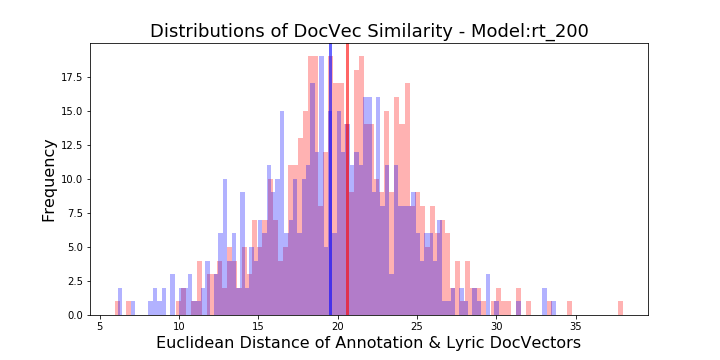 Distributions of DocVec Similarity - Model:rt_200
Frequency
17.5
15.0
12.5
10.0
7.5
5.0
2.5
0.0
5 10 15 20 25 30 35
Euclidean Distance of Annotation & Lyric DocVectors